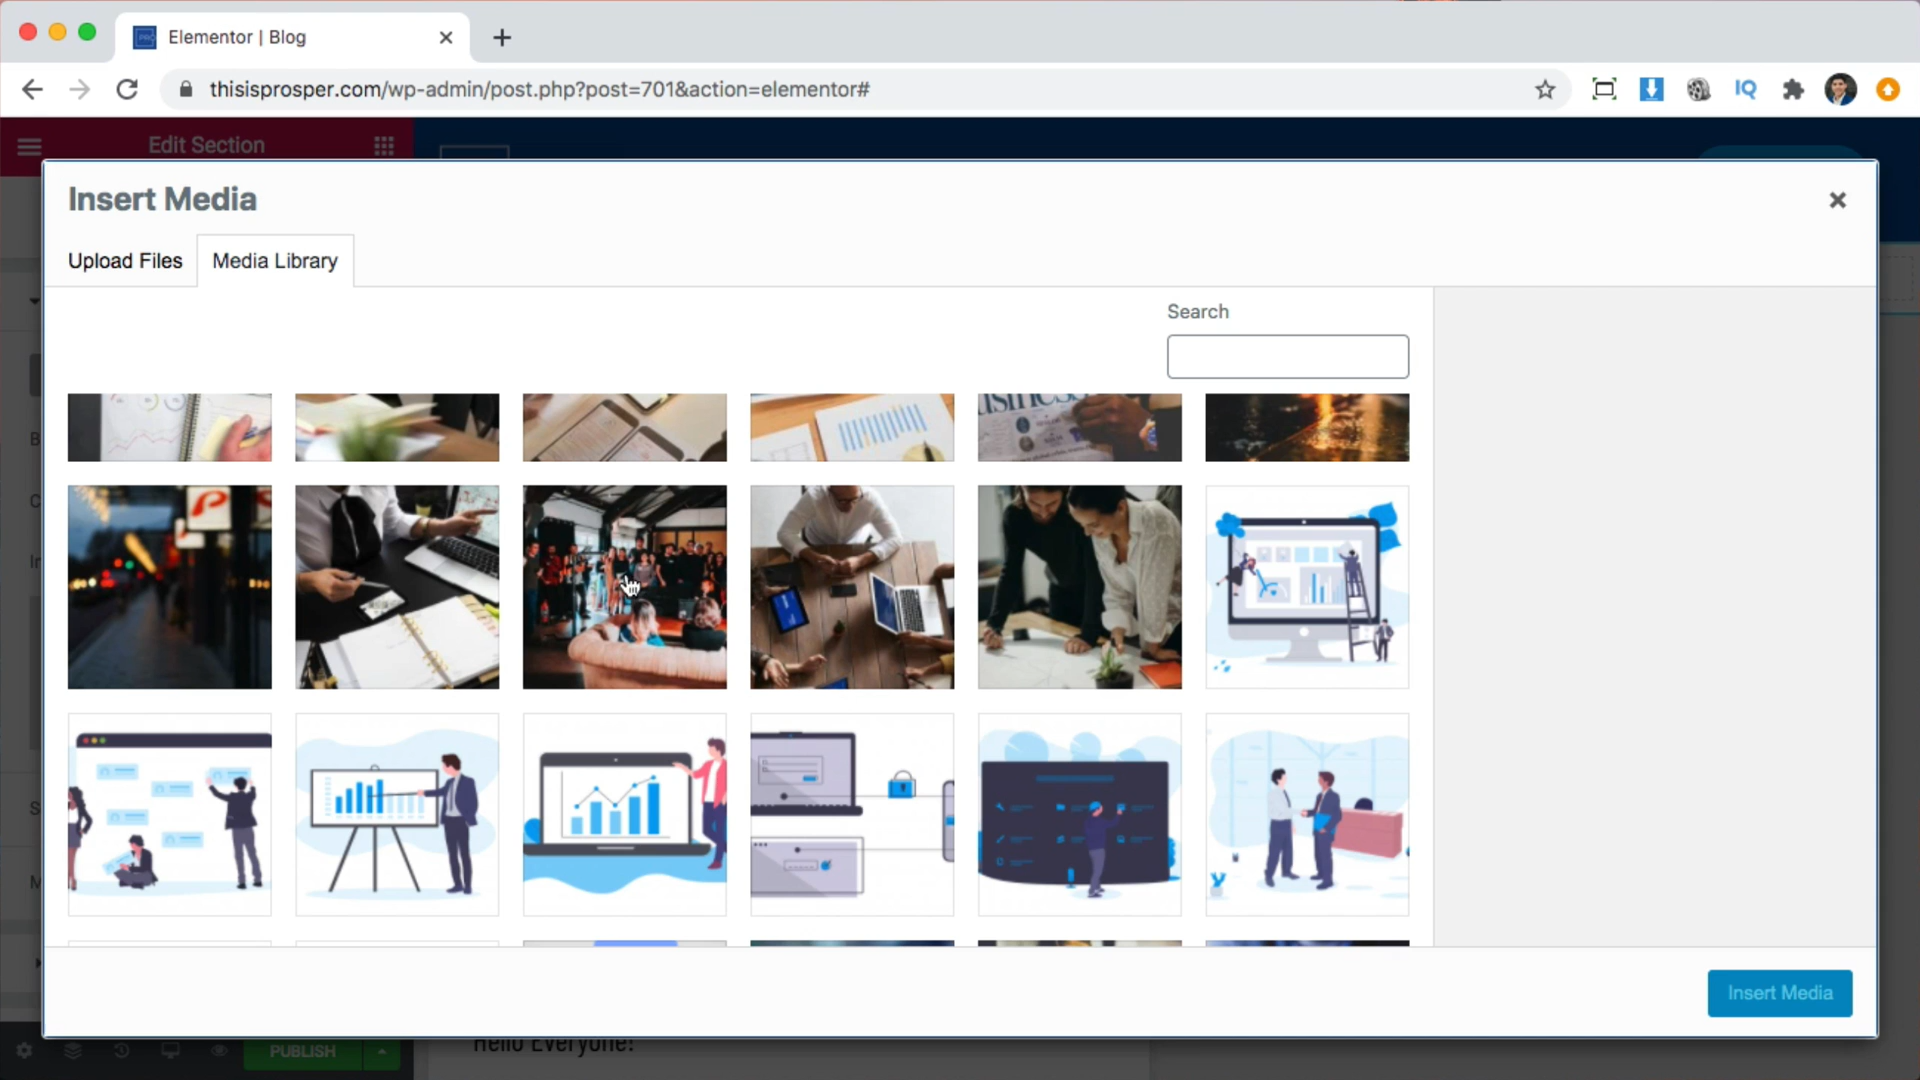 Elementor | Blog
thisisprosper.com/wp-admin/post.php?post=701&action=elementor#
IQ
Edit Section
Insert Media
Upload Files
Media Library
Search
B
C
S
M
Insert Media
PUBLISH
Hello Everyone!